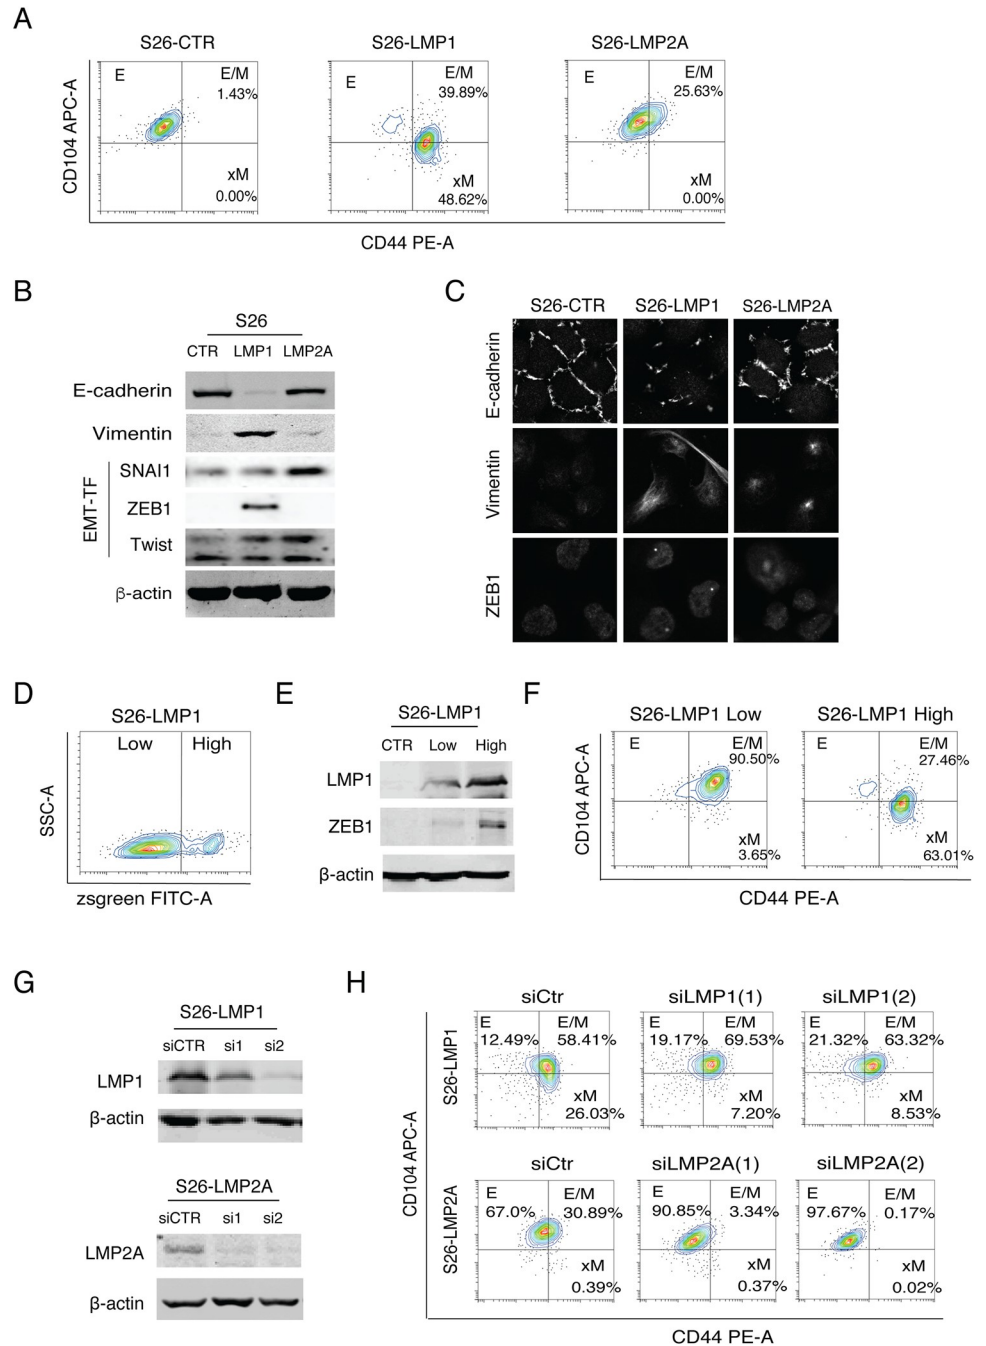 A
S26-CTR
S26-LMP1
S26-LMP2A
E
E/M
1.43%
xM
0.00%
E
E/M
39.89%
xM
48.62%
E
E/M
25.63%
xM
0.00%
CD104 APC-A
CD44 PE-A
B
S26
CTR LMP1 LMP2A
E-cadherin
Vimentin
SNAI1
ZEB1
Twist
EMT-TF
β-actin
C
S26-CTR S26-LMP1 S26-LMP2A
E-cadherin
Vimentin
ZEB1
D
S26-LMP1
Low High
SSC-A
zsgreen FITC-A
E
S26-LMP1
CTR Low High
LMP1
ZEB1
β-actin
F
S26-LMP1 Low
S26-LMP1 High
E
E/M
90.50%
xM
3.65%
E
E/M
27.46%
xM
63.01%
CD104 APC-A
CD44 PE-A
G
S26-LMP1
siCTR si1 si2
LMP1
β-actin
S26-LMP2A
siCTR si1 si2
LMP2A
β-actin
H
siCtr siLMP1(1) siLMP1(2)
S26-LMP1
E E/M
12.49% 58.41%
xM
26.03%
E E/M
19.17% 69.53%
xM
7.20%
E E/M
21.32% 63.32%
xM
8.53%
siCtr siLMP2A(1) siLMP2A(2)
S26-LMP2A
E E/M
67.0% 30.89%
xM
0.39%
E E/M
90.85% 3.34%
xM
0.37%
E E/M
97.67% 0.17%
xM
0.02%
CD104 APC-A
CD44 PE-A